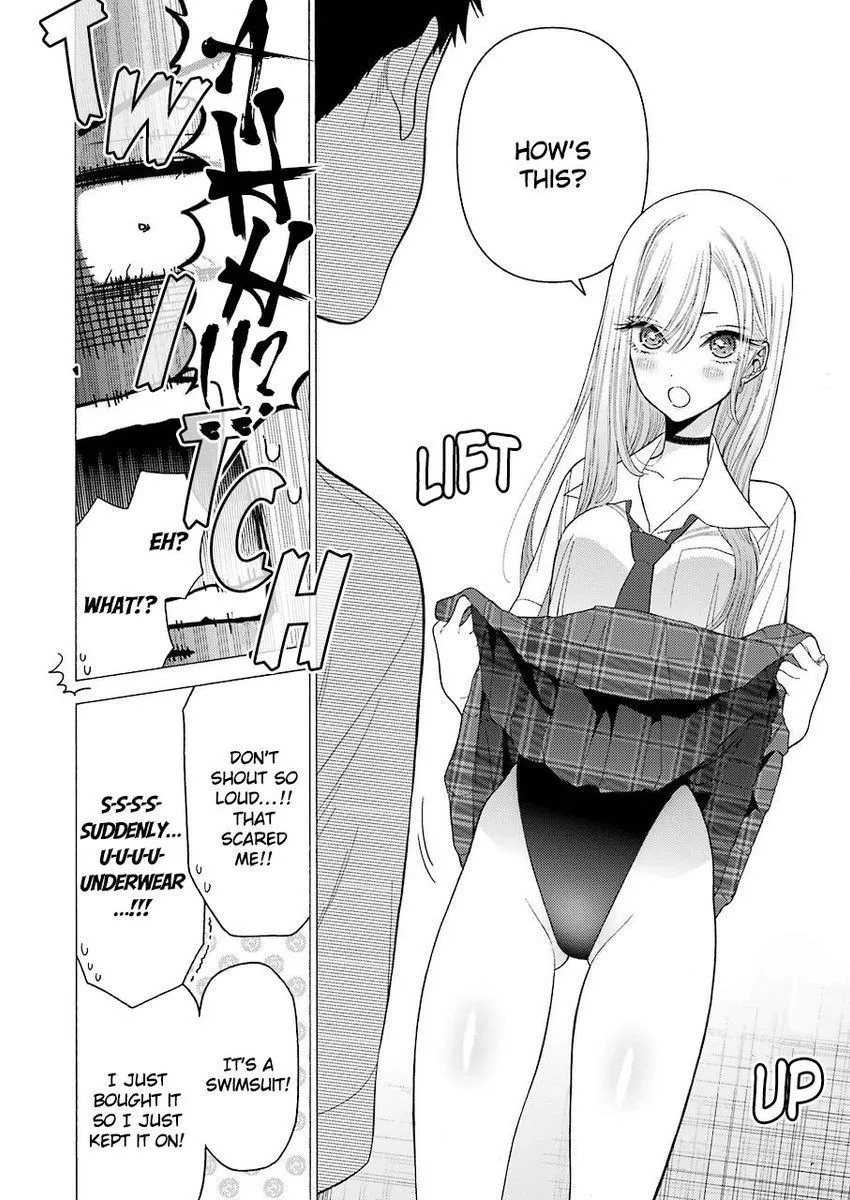 HOW'S
THIS?
LIFT
UP
TWITCH
EH?
WHAT!?
DON'T
SHOUT SO
LOUD...!!
THAT
SCARED
ME!!
S-S-S-S-
SUDDENLY...
U-U-U-U-
UNDERWEAR
...!!!
IT'S A
SWIMSUIT!
I JUST
BOUGHT IT
SO I JUST
KEPT IT ON!